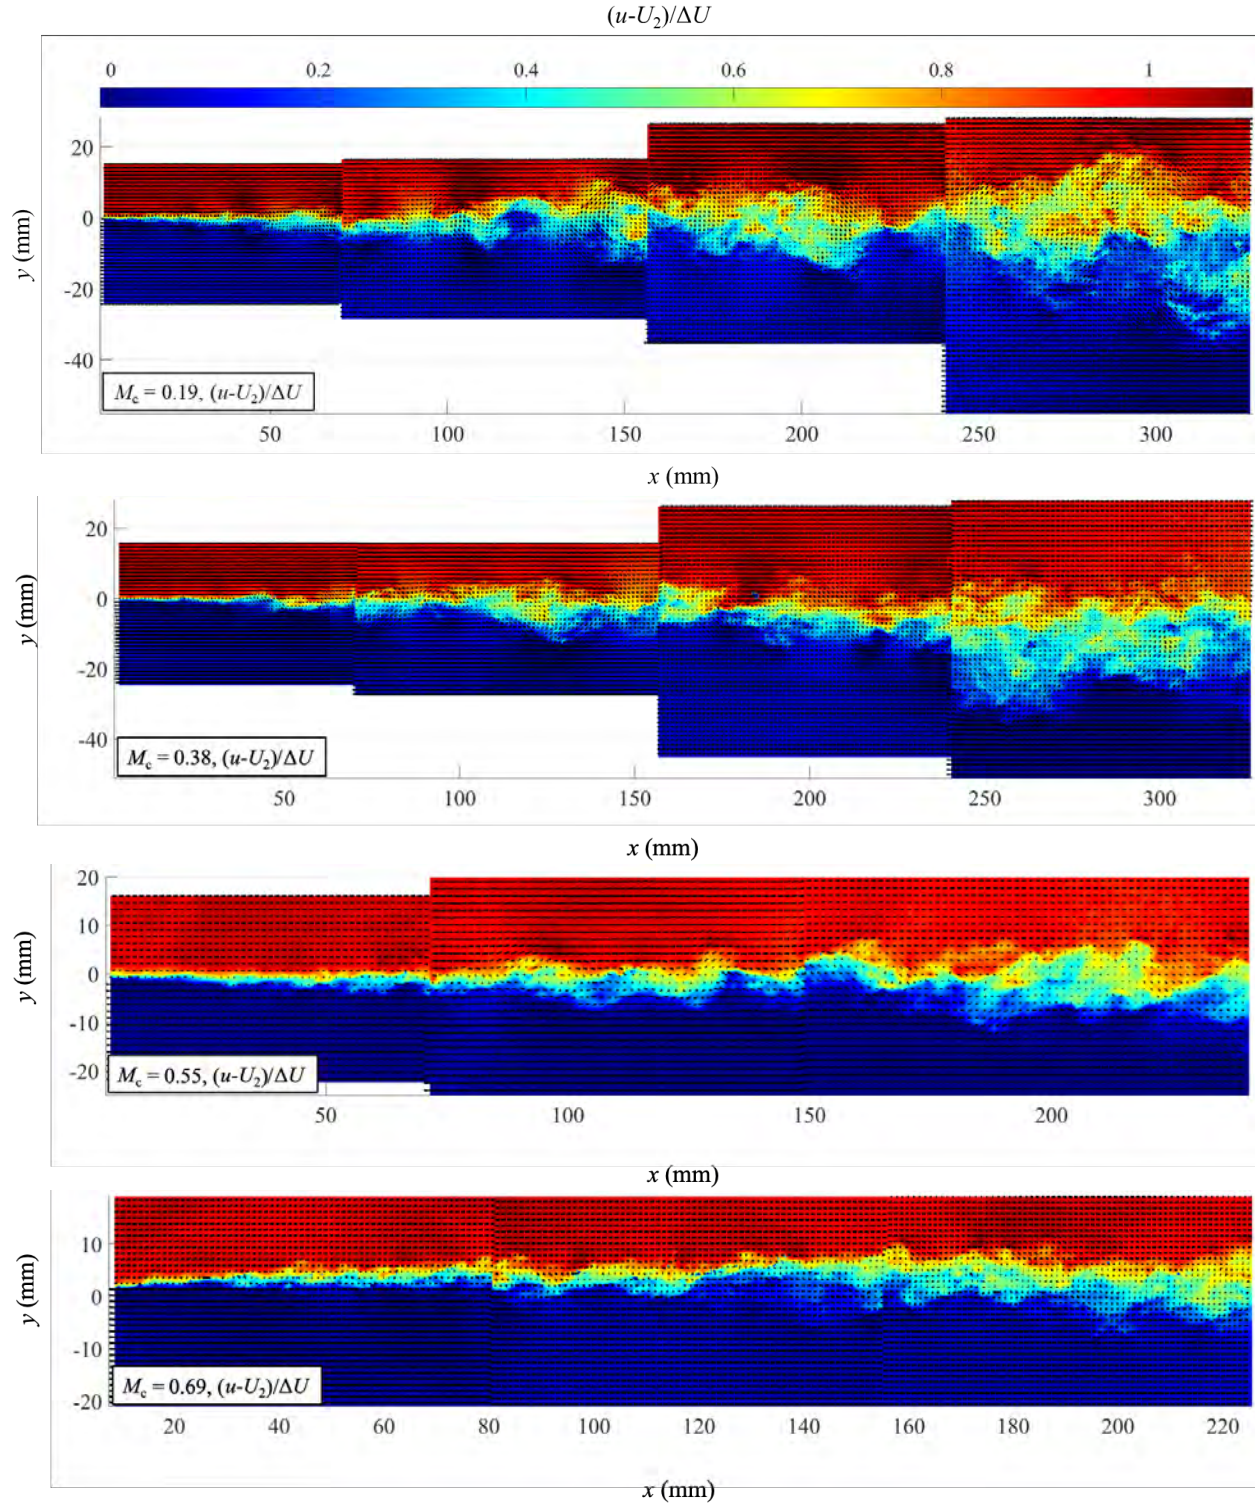 (u-U₂)/ΔU
0 0.2 0.4 0.6 0.8 1
20
0
-20
-40
y (mm)
M_c = 0.19, (u-U₂)/ΔU
50 100 150 200 250 300
x (mm)
20
0
-20
-40
y (mm)
M_c = 0.38, (u-U₂)/ΔU
50 100 150 200 250 300
x (mm)
20
10
0
-10
-20
y (mm)
M_c = 0.55, (u-U₂)/ΔU
50 100 150 200
x (mm)
10
0
-10
-20
y (mm)
M_c = 0.69, (u-U₂)/ΔU
20 40 60 80 100 120 140 160 180 200 220
x (mm)